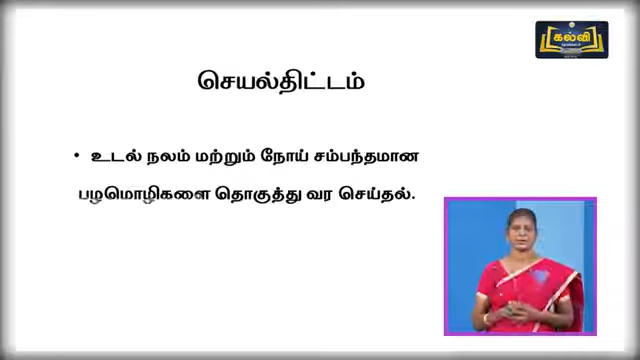 கல்வி
செயல்திட்டம்
• உடல் நலம் மற்றும் நோய் சம்பந்தமான
பழமொழிகளை தொகுத்து வர செய்தல்.